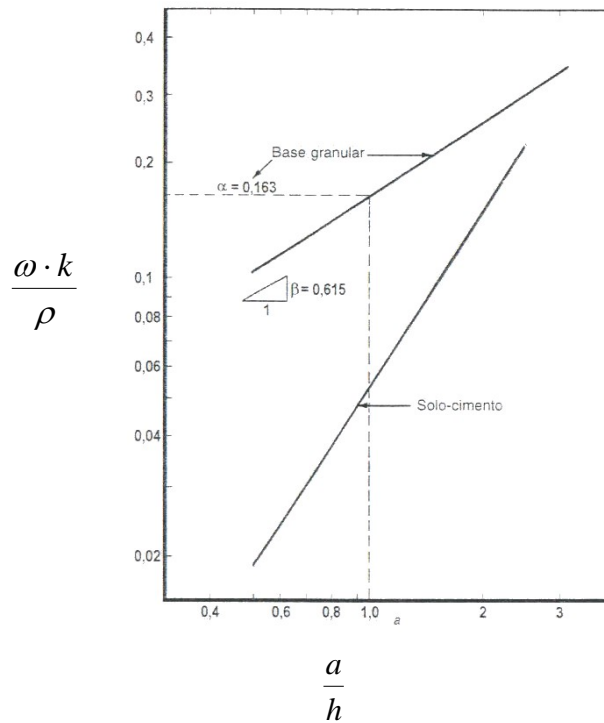 0,4
0,3
0,2
0,1
0,08
0,06
0,04
0,02
Base granular
α = 0,163
β = 0,615
1
Solo-cimento
ω · k
ρ
0,4
0,6
0,8
1,0
2
3
a
a
h